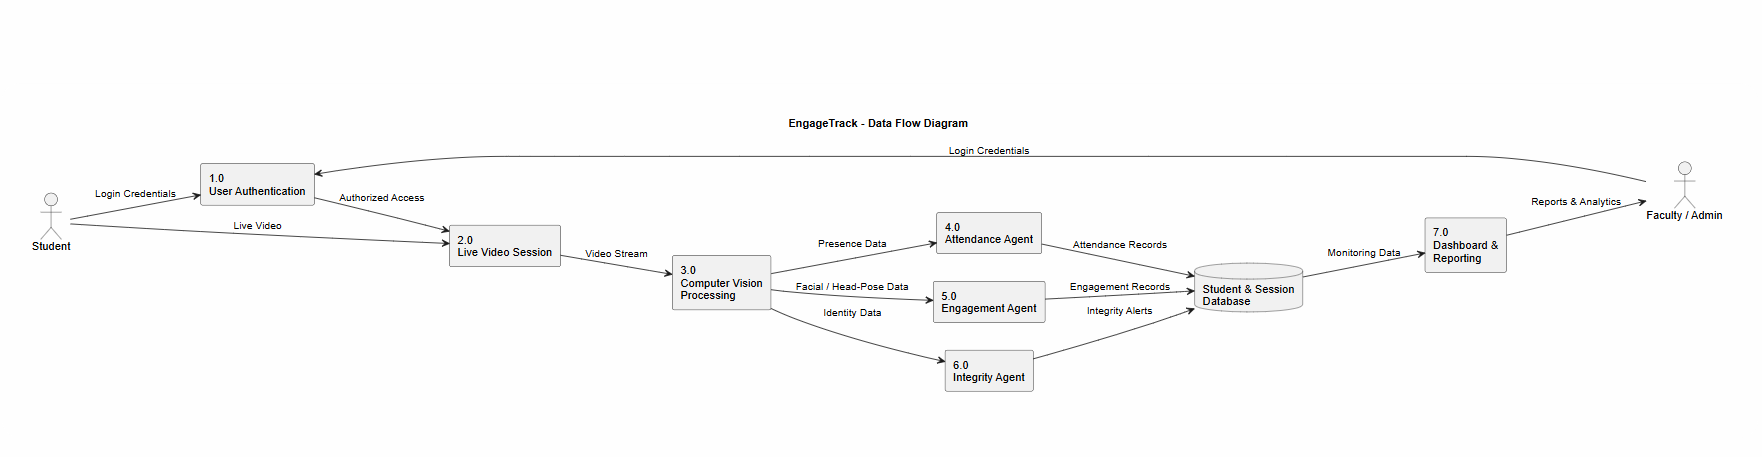 EngageTrack - Data Flow Diagram
Login Credentials
1.0
User Authentication
Login Credentials
Student
Live Video
Authorized Access
2.0
Live Video Session
Video Stream
3.0
Computer Vision
Processing
Presence Data
Facial / Head-Pose Data
Identity Data
4.0
Attendance Agent
5.0
Engagement Agent
6.0
Integrity Agent
Attendance Records
Engagement Records
Integrity Alerts
Student & Session
Database
Monitoring Data
7.0
Dashboard &
Reporting
Reports & Analytics
Faculty / Admin